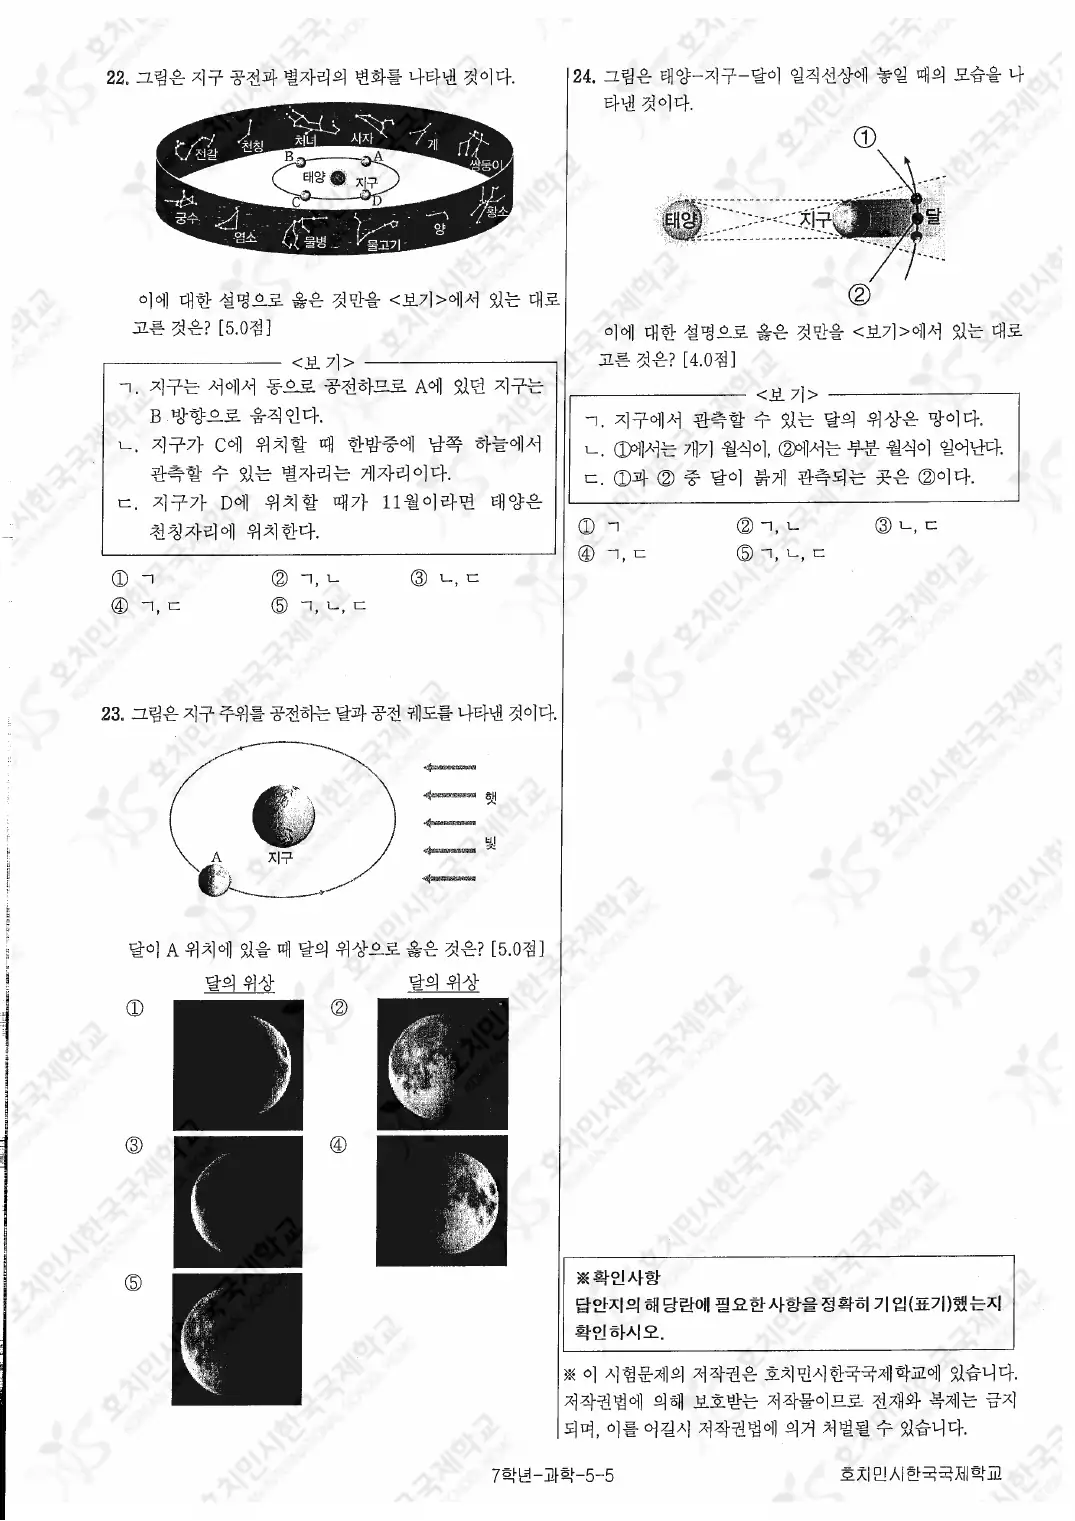 22. 그림은 지구 공전과 별자리의 변화를 나타낸 것이다.
전갈 천칭 처녀 사자 게 쌍둥이
B A
태양 지구
C D
궁수 염소 물병 물고기 양 황소
이에 대한 설명으로 옳은 것만을 <보기>에서 있는 대로
고른 것은? [5.0점]
<보 기>
ㄱ. 지구는 서에서 동으로 공전하므로 A에 있던 지구는
B 방향으로 움직인다.
ㄴ. 지구가 C에 위치할 때 한밤중에 남쪽 하늘에서
관측할 수 있는 별자리는 게자리이다.
ㄷ. 지구가 D에 위치할 때가 11월이라면 태양은
천칭자리에 위치한다.
① ㄱ ② ㄱ, ㄴ ③ ㄴ, ㄷ
④ ㄱ, ㄷ ⑤ ㄱ, ㄴ, ㄷ
23. 그림은 지구 주위를 공전하는 달과 공전 궤도를 나타낸 것이다.
햇
빛
A 지구
달이 A 위치에 있을 때 달의 위상으로 옳은 것은? [5.0점]
달의 위상 달의 위상
① ②
③ ④
⑤
24. 그림은 태양-지구-달이 일직선상에 놓일 때의 모습을 나
타낸 것이다.
①
태양 지구 달
②
이에 대한 설명으로 옳은 것만을 <보기>에서 있는 대로
고른 것은? [4.0점]
<보 기>
ㄱ. 지구에서 관측할 수 있는 달의 위상은 망이다.
ㄴ. ①에서는 개기 월식이, ②에서는 부분 월식이 일어난다.
ㄷ. ①과 ② 중 달이 붉게 관측되는 곳은 ②이다.
① ㄱ ② ㄱ, ㄴ ③ ㄴ, ㄷ
④ ㄱ, ㄷ ⑤ ㄱ, ㄴ, ㄷ
※확인사항
답안지의 해당란에 필요한 사항을 정확히 기입(표기)했는지
확인하시오.
※ 이 시험문제의 저작권은 호치민시한국국제학교에 있습니다.
저작권법에 의해 보호받는 저작물이므로 전재와 복제는 금지
되며, 이를 어길시 저작권법에 의거 처벌될 수 있습니다.
7학년-과학-5-5
호치민시한국국제학교